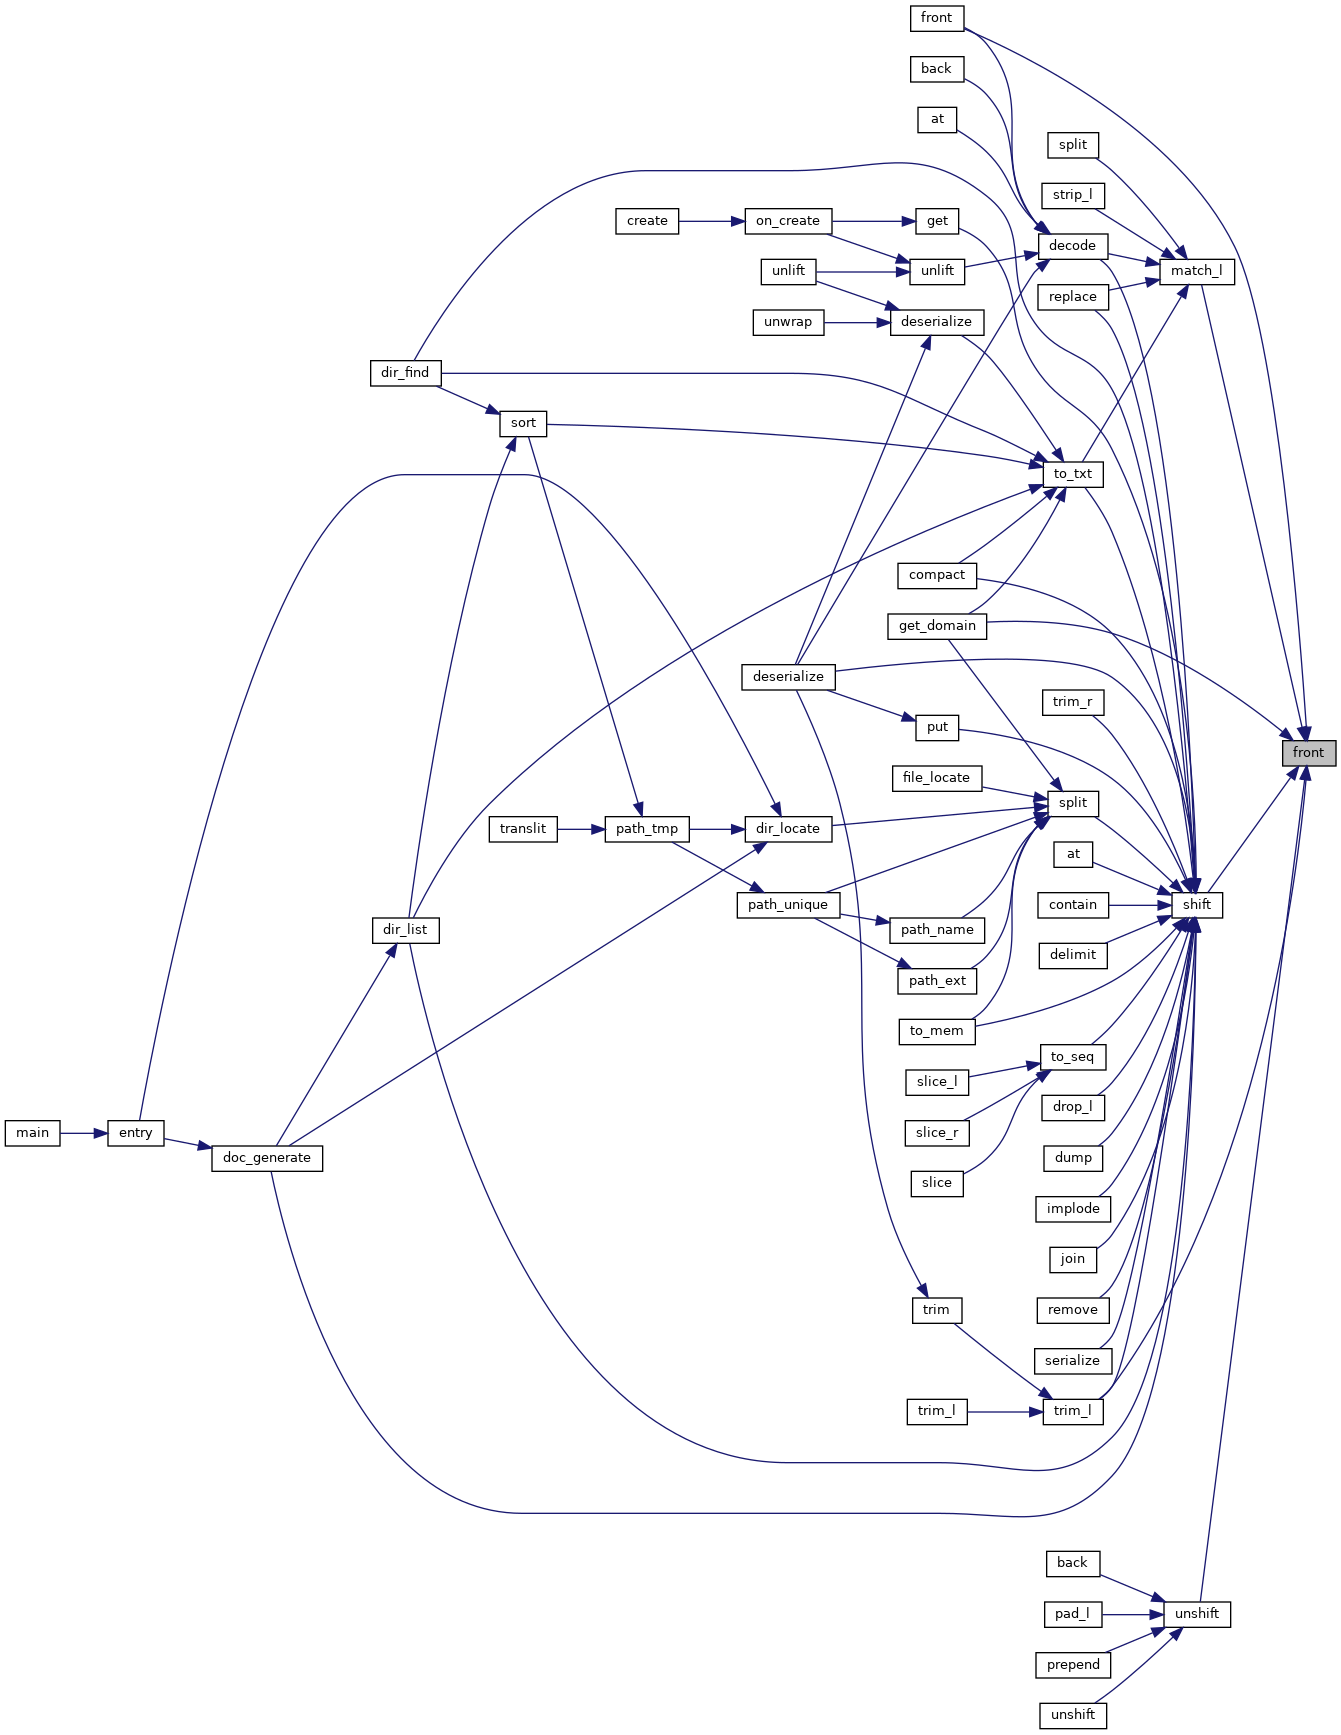 front
back
at
split
strip_l
create
on_create
get
decode
unlift
unlift
match_l
replace
unwrap
deserialize
dir_find
sort
to_txt
compact
get_domain
deserialize
trim_r
put
front
file_locate
split
translit
path_tmp
dir_locate
at
path_unique
contain
shift
dir_list
path_name
delimit
path_ext
to_mem
to_seq
slice_l
drop_l
main
entry
slice_r
doc_generate
dump
slice
implode
join
trim
remove
serialize
trim_l
trim_l
back
pad_l
unshift
prepend
unshift